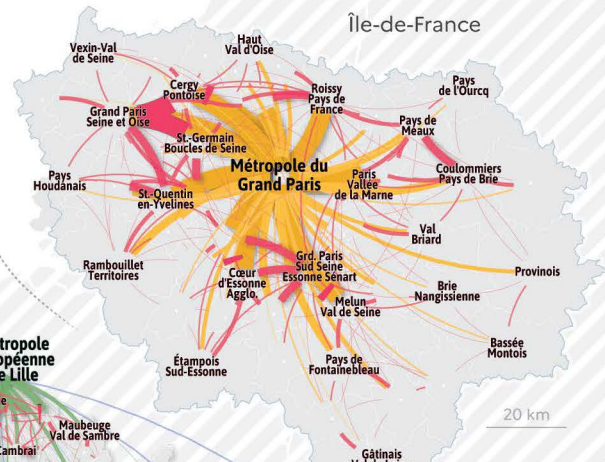 Île-de-France
Vexin-Val
de Seine
Haut
Val d'Oise
Cergy
Pontoise
Roissy
Pays de
France
Pays
de l'Ourcq
Grand Paris
Seine et Oise
Pays de
Meaux
St.-Germain
Boucles de Seine
Métropole du
Grand Paris
Paris
Vallée
de la Marne
Coulommiers
Pays de Brie
Pays
Houdanais
St.-Quentin
en-Yvelines
Val
Briard
Rambouillet
Territoires
Cœur
d'Essonne
Agglo.
Grd. Paris
Sud Seine
Essonne Sénart
Provinois
Brie
Nangissienne
Melun
Val de Seine
Bassée
Montois
Étampois
Sud-Essonne
Pays de
Fontainebleau
20 km
Gâtinais
tropole
opéenne
e Lille
Maubeuge
Val de Sambre
Cambrai